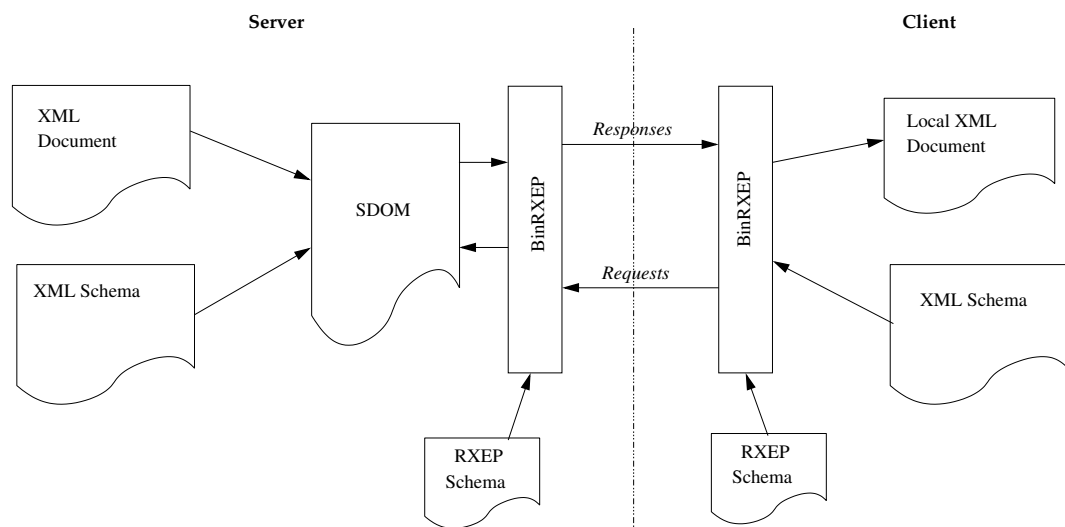 Server
Client
XML
Document
Responses
Local XML
Document
SDOM
BinRXEP
BinRXEP
XML Schema
Requests
XML Schema
RXEP
Schema
RXEP
Schema